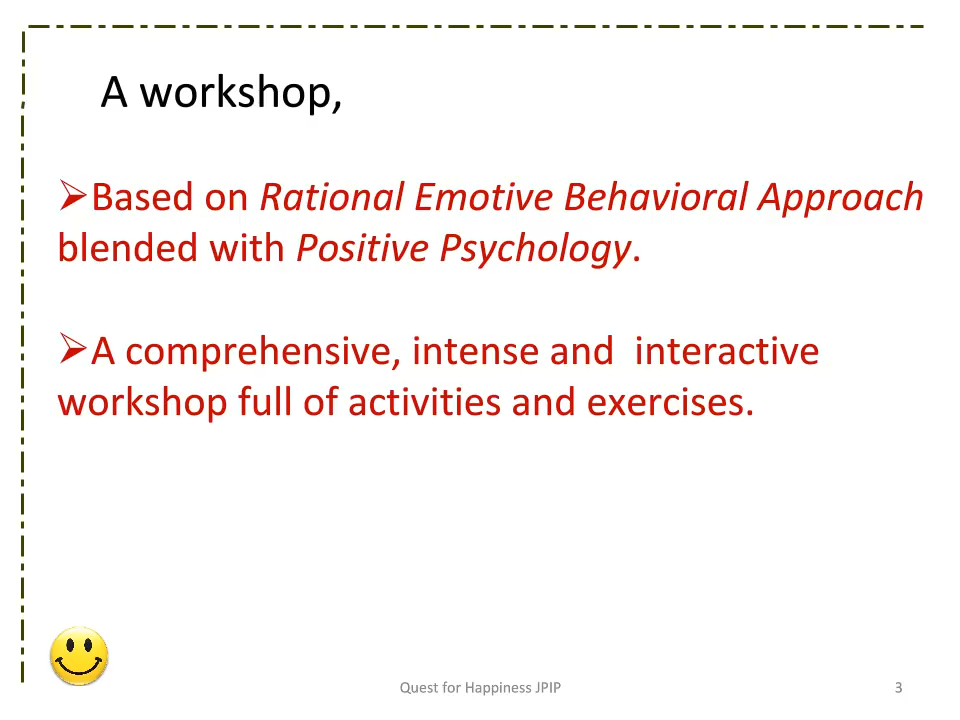 A workshop,
➢Based on Rational Emotive Behavioral Approach
blended with Positive Psychology.
➢A comprehensive, intense and  interactive
workshop full of activities and exercises.
Quest for Happiness JPIP
3